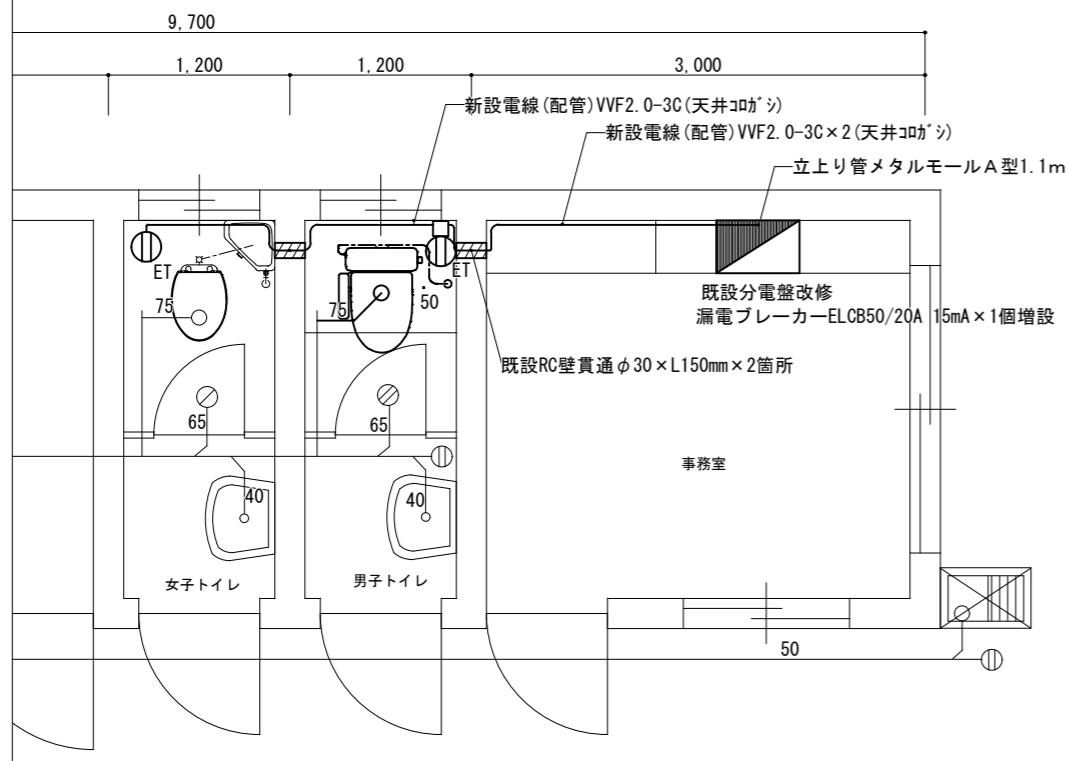 9,700
1,200
1,200
3,000
新設電線(配管)VVF2.0-3C(天井ｺﾛｶﾞｼ)
新設電線(配管)VVF2.0-3C×2(天井ｺﾛｶﾞｼ)
立上り管メタルモールA型1.1m
ET
ET
75
75
50
既設分電盤改修
漏電ブレーカーELCB50/20A 15mA×1個増設
既設RC壁貫通φ30×L150mm×2箇所
65
65
事務室
40
40
女子トイレ
男子トイレ
50